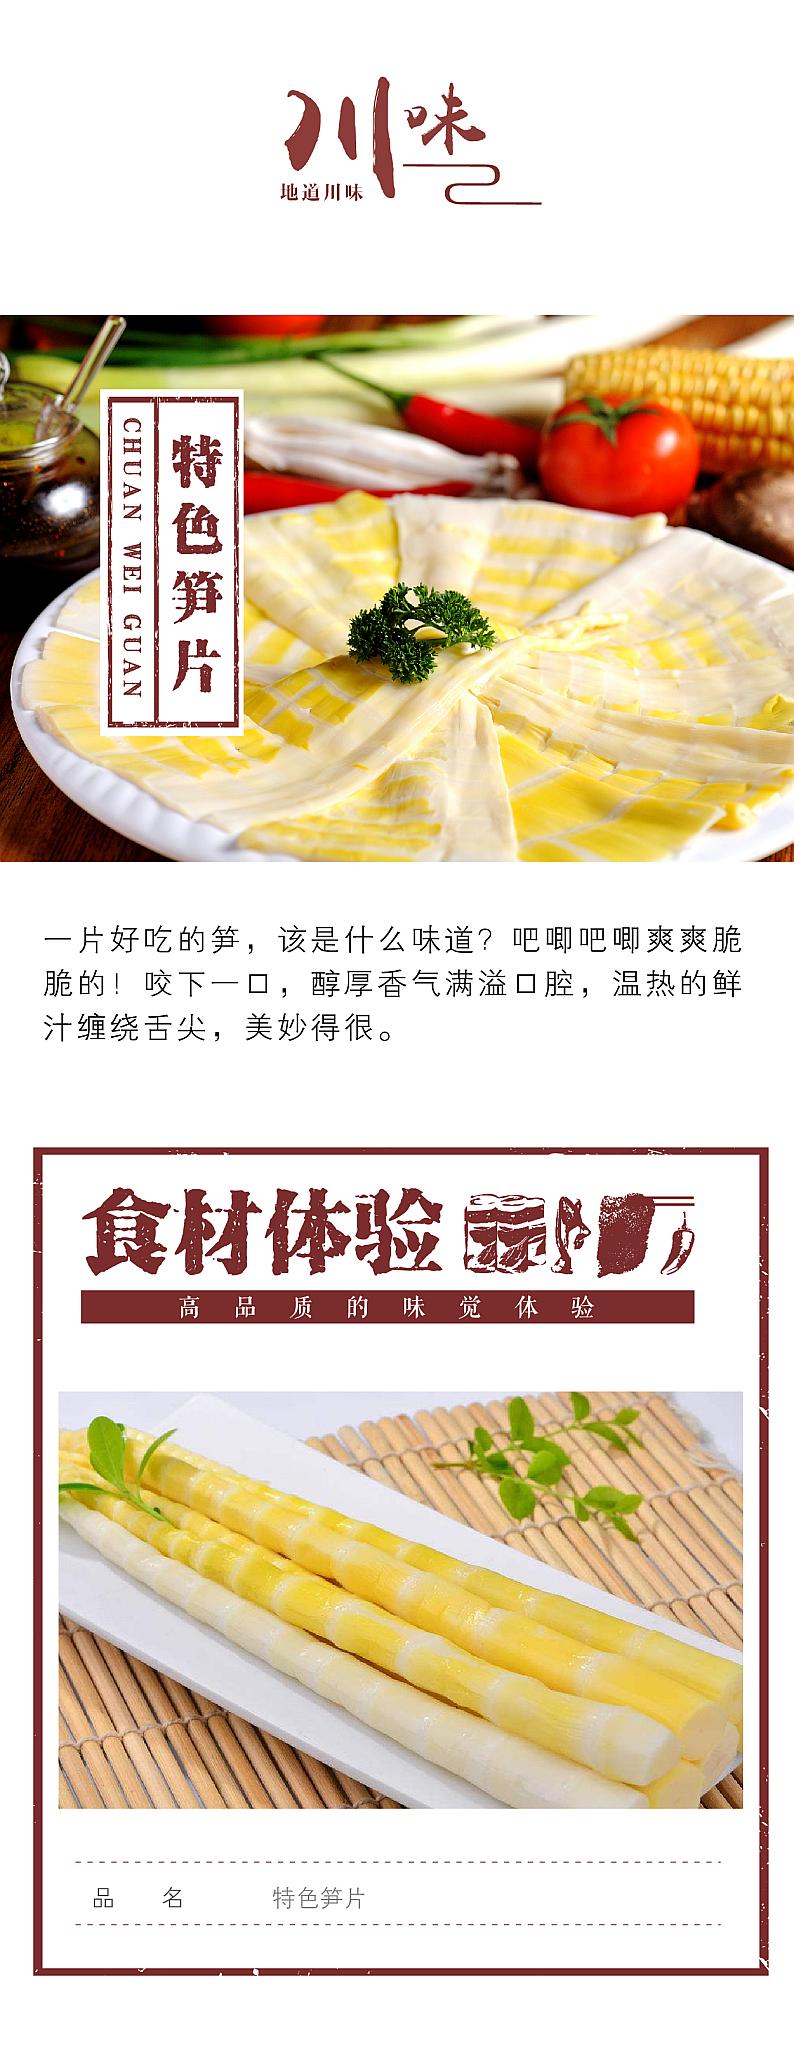 川味
地道川味
特色笋片
CHUAN WEI GUAN
一片好吃的笋，该是什么味道？吧唧吧唧爽爽脆
脆的！咬下一口，醇厚香气满溢口腔，温热的鲜
汁缠绕舌尖，美妙得很。
食材体验
高品质的味觉体验
品名 特色笋片